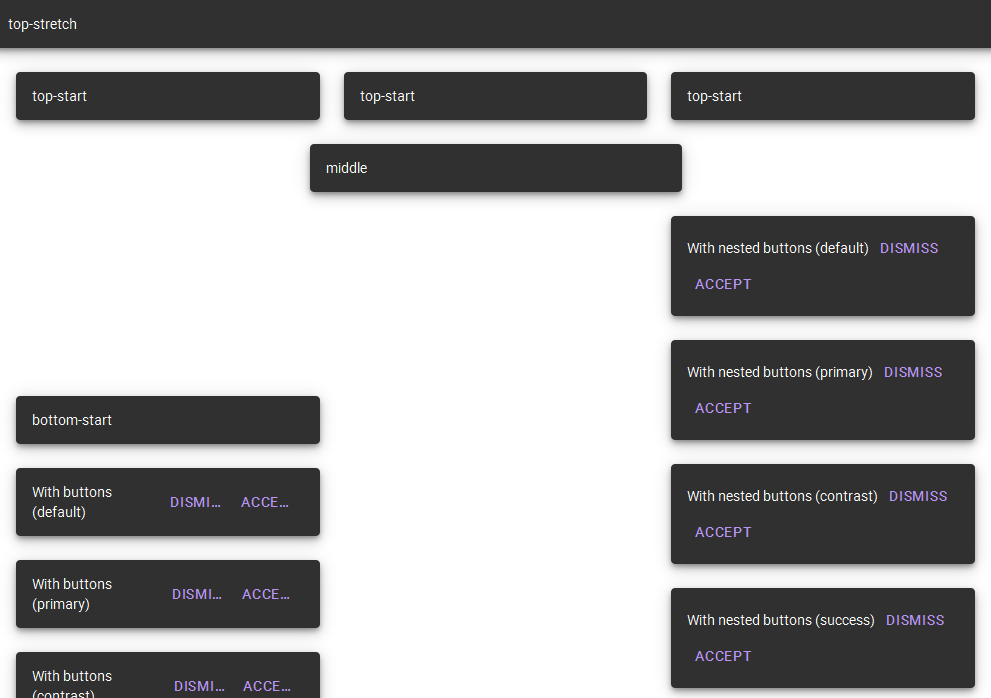 top-stretch
top-start
top-start
top-start
middle
With nested buttons (default) DISMISS
ACCEPT
With nested buttons (primary) DISMISS
ACCEPT
With nested buttons (contrast) DISMISS
ACCEPT
With nested buttons (success) DISMISS
ACCEPT
bottom-start
With buttons
(default)
DISMI… ACCE…
With buttons
(primary)
DISMI… ACCE…
With buttons
(contrast)
DISMI… ACCE…